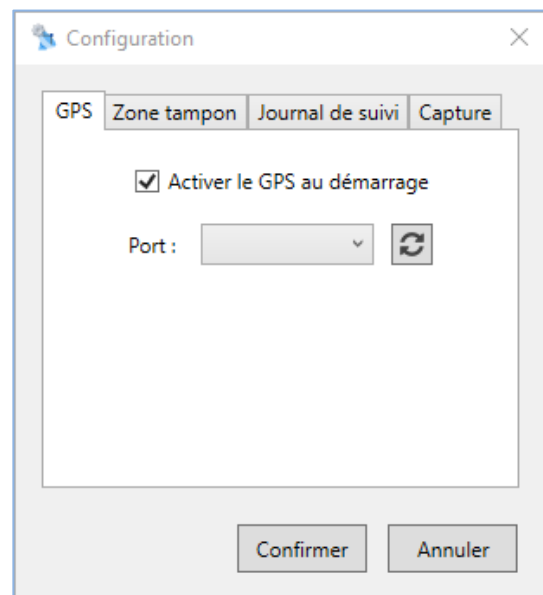 Configuration
GPS Zone tampon Journal de suivi Capture
Activer le GPS au démarrage
Port :
Confirmer Annuler